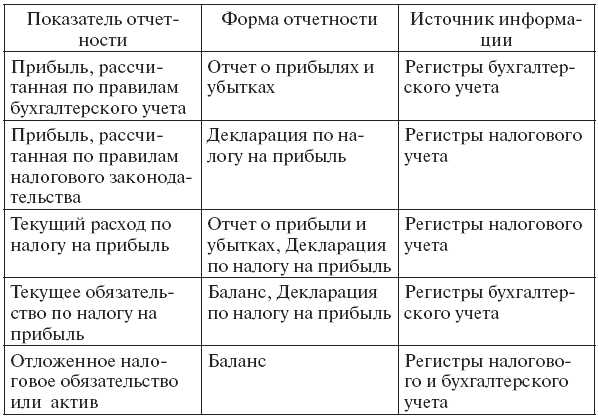 Показатель отчет-
ности
Форма отчетности
Источник информа-
ции
Прибыль, рассчи-
танная по правилам
бухгалтерского учета
Отчет о прибылях и
убытках
Регистры бухгалтер-
ского учета
Прибыль, рассчи-
танная по правилам
налогового законода-
тельства
Декларация по на-
логу на прибыль
Регистры налогового
учета
Текущий расход по
налогу на прибыль
Отчет о прибыли и
убытках, Декларация
по налогу на прибыль
Регистры налогового
учета
Текущее обязатель-
ство по налогу на
прибыль
Баланс, Декларация
по налогу на прибыль
Регистры бухгалтер-
ского учета
Отложенное нало-
говое обязательство
или актив
Баланс
Регистры налогово-
го и бухгалтерского
учета